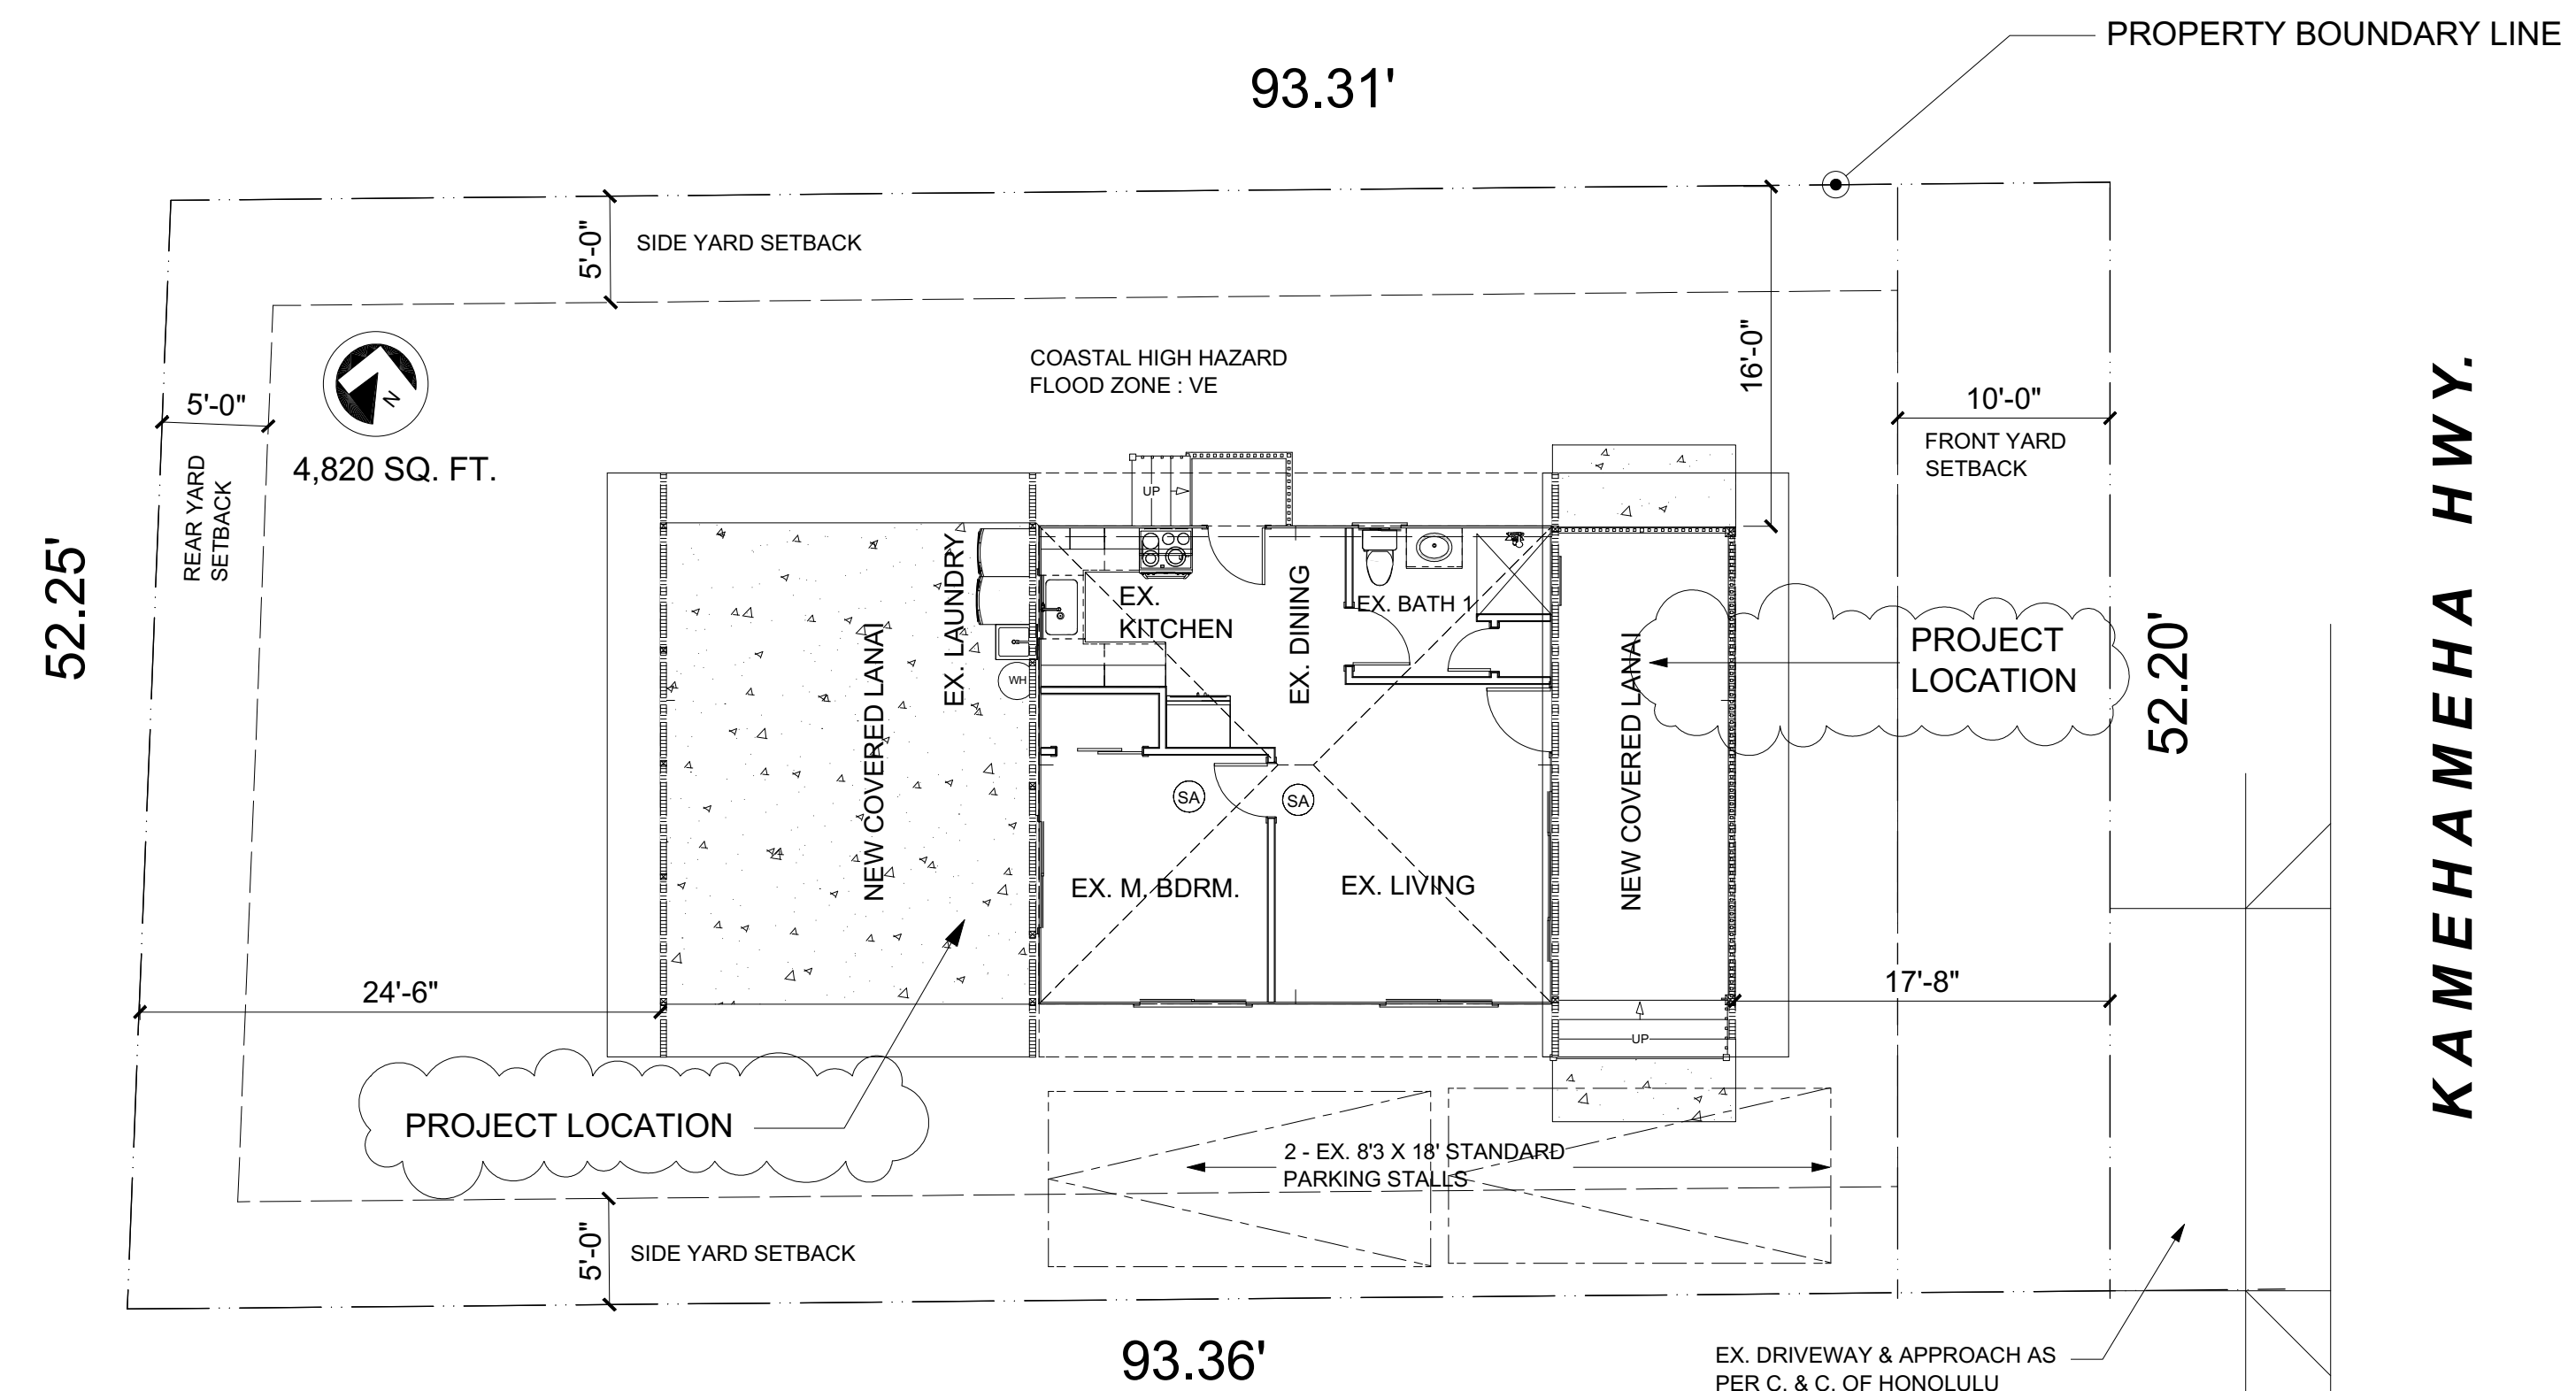 PROPERTY BOUNDARY LINE
93.31'
5'-0"
SIDE YARD SETBACK
COASTAL HIGH HAZARD
FLOOD ZONE : VE
16'-0"
5'-0"
N
4,820 SQ. FT.
REAR YARD
SETBACK
10'-0"
FRONT YARD
SETBACK
KAMEHAMEHA HWY.
52.25'
UP
EX. LAUNDRY
NEW COVERED LANAI
WH
EX.
KITCHEN
EX. DINING
EX. BATH 1
NEW COVERED LANAI
PROJECT
LOCATION
52.20'
SA
SA
EX. M. BDRM.
EX. LIVING
24'-6"
17'-8"
UP
PROJECT LOCATION
2 - EX. 8'3 X 18' STANDARD
PARKING STALLS
5'-0"
SIDE YARD SETBACK
93.36'
EX. DRIVEWAY & APPROACH AS
PER C. & C. OF HONOLULU